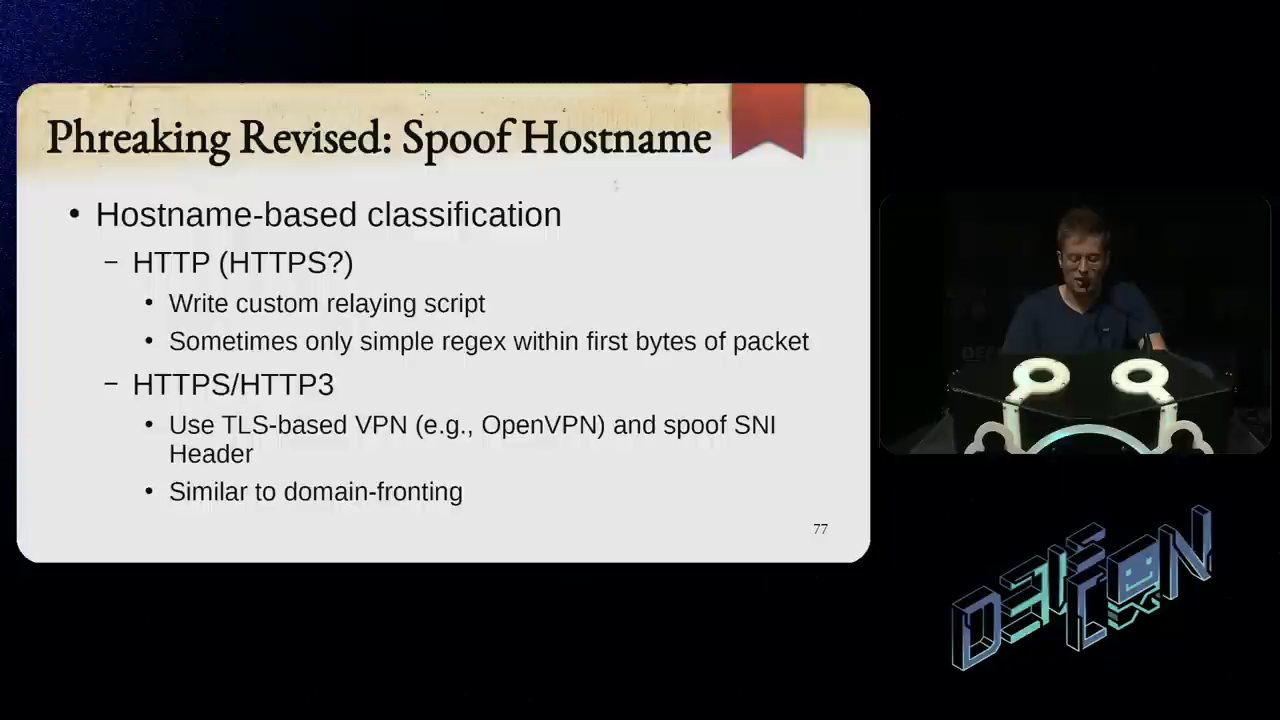 Phreaking Revised: Spoof Hostname
• Hostname-based classification
– HTTP (HTTPS?)
• Write custom relaying script
• Sometimes only simple regex within first bytes of packet
– HTTPS/HTTP3
• Use TLS-based VPN (e.g., OpenVPN) and spoof SNI
Header
• Similar to domain-fronting
77
DEF
CON